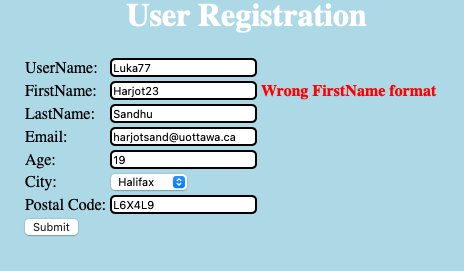 User Registration
UserName: Luka77
FirstName: Harjot23 Wrong FirstName format
LastName: Sandhu
Email: harjotsand@uottawa.ca
Age: 19
City: Halifax
Postal Code: L6X4L9
Submit